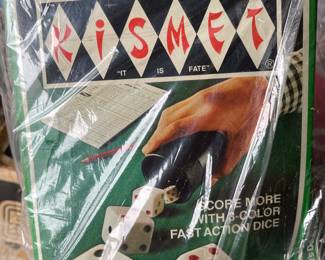 KISMET
®
"IT IS FATE"
SCORE MORE
WITH 3-COLOR
FAST ACTION DICE